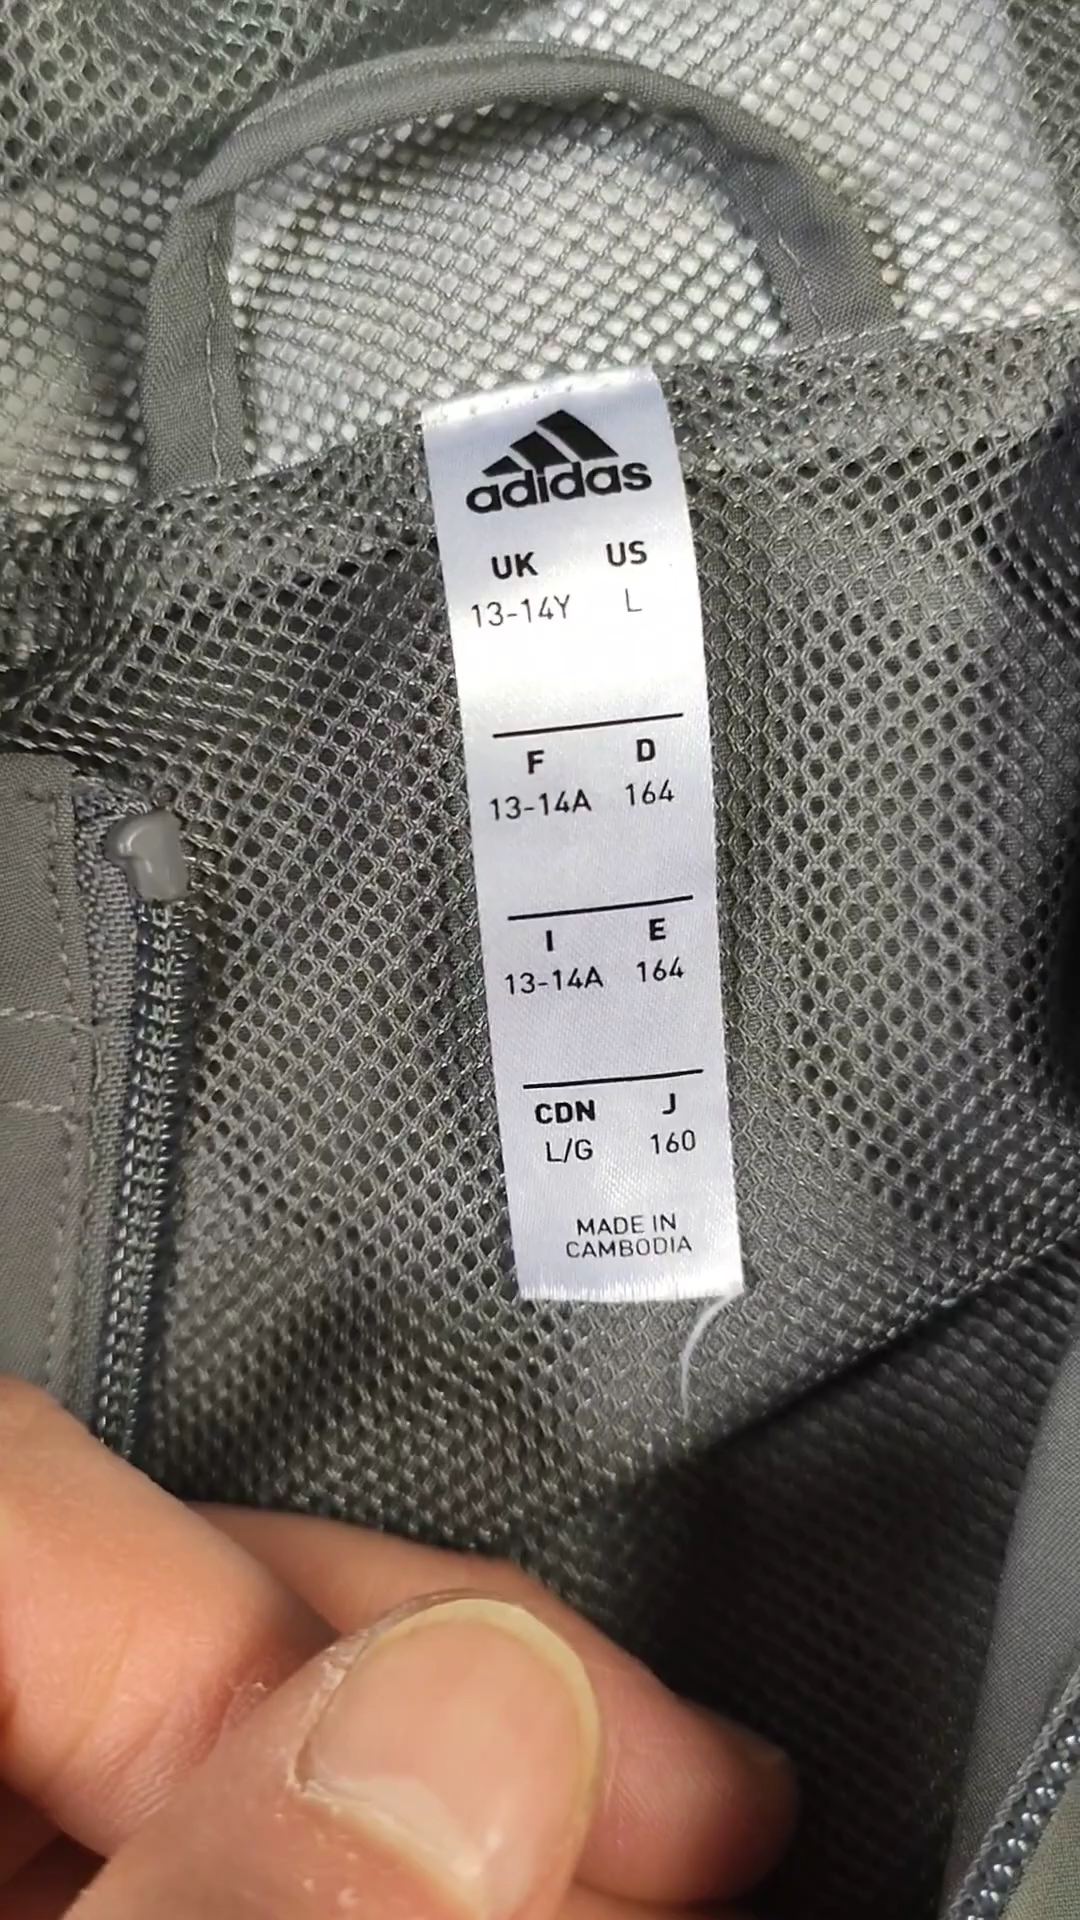 adidas
UK US
13-14Y L
F D
13-14A 164
I E
13-14A 164
CDN J
L/G 160
MADE IN
CAMBODIA